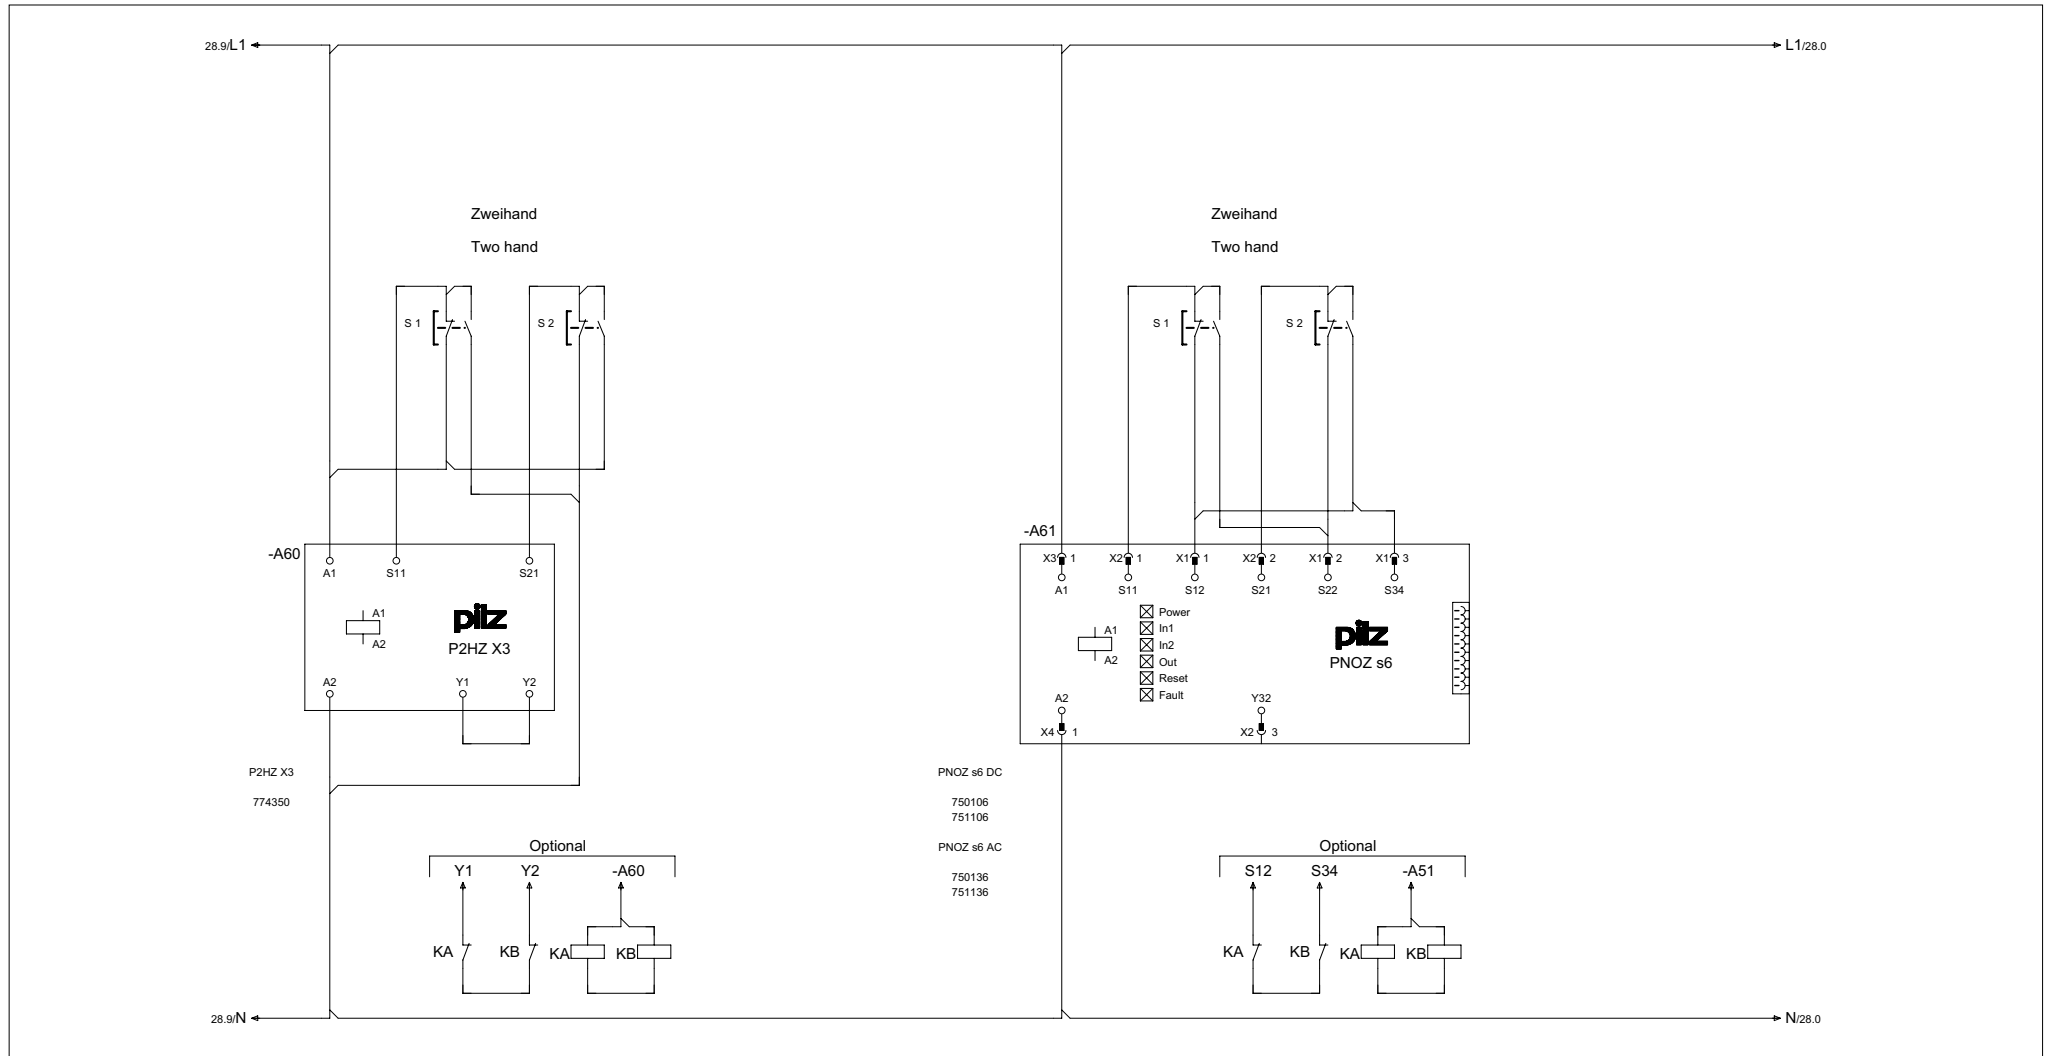 28.9/L1
L1/28.0
Zweihand
Two hand
Zweihand
Two hand
S 1
S 2
S 1
S 2
-A60
A1
S11
S21
A1
A2
pilz
P2HZ X3
A2
Y1
Y2
-A61
X3 1
X2 1
X1 1
X2 2
X1 2
X1 3
A1
S11
S12
S21
S22
S34
A1
A2
Power
In1
In2
Out
Reset
Fault
pilz
PNOZ s6
A2
Y32
X4 1
X2 3
P2HZ X3
774350
PNOZ s6 DC
750106
751106
PNOZ s6 AC
750136
751136
Optional
Y1
Y2
-A60
KA
KB
KA
KB
Optional
S12
S34
-A51
KA
KB
KA
KB
28.9/N
N/28.0